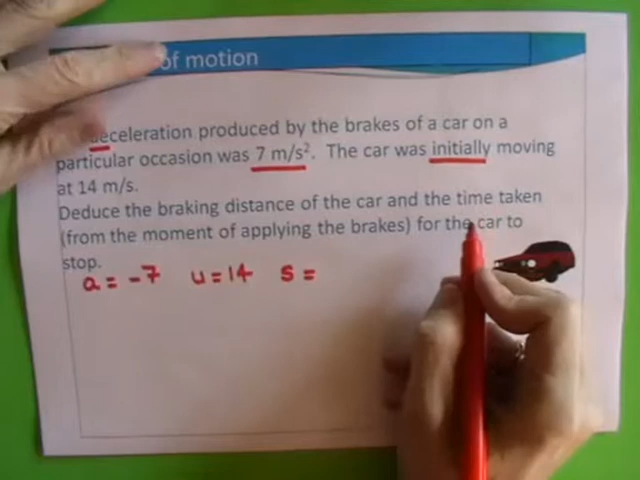 of motion
deceleration produced by the brakes of a car on a
particular occasion was 7 m/s². The car was initially moving
at 14 m/s.
Deduce the braking distance of the car and the time taken
(from the moment of applying the brakes) for the car to
stop.
a = -7 u = 14 s =